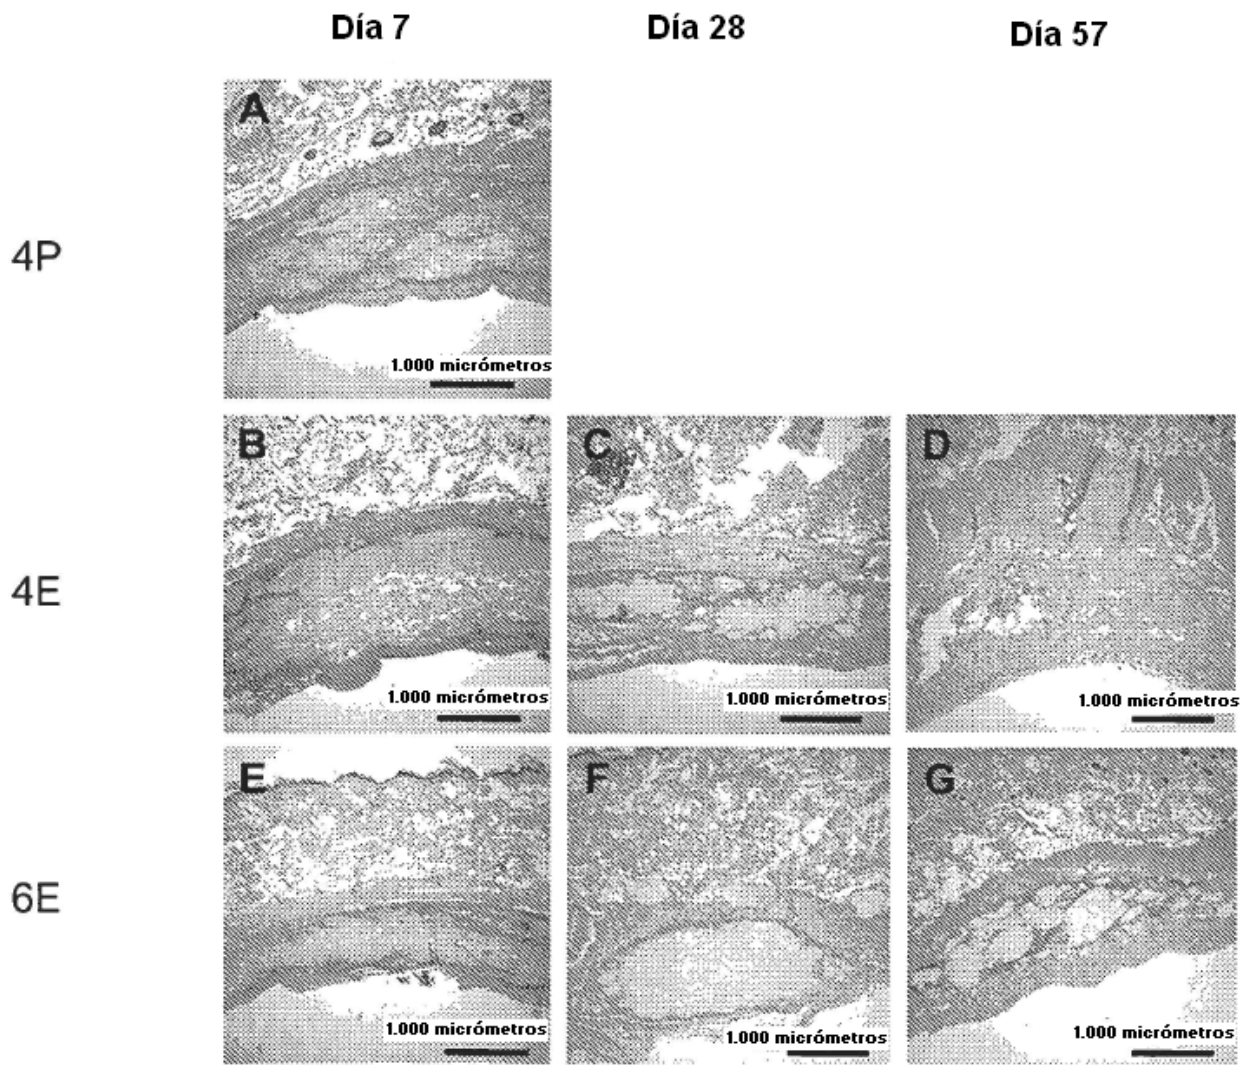 Día 7 Día 28 Día 57
4P
A
1.000 micrómetros
4E
B C D
1.000 micrómetros 1.000 micrómetros 1.000 micrómetros
6E
E F G
1.000 micrómetros 1.000 micrómetros 1.000 micrómetros